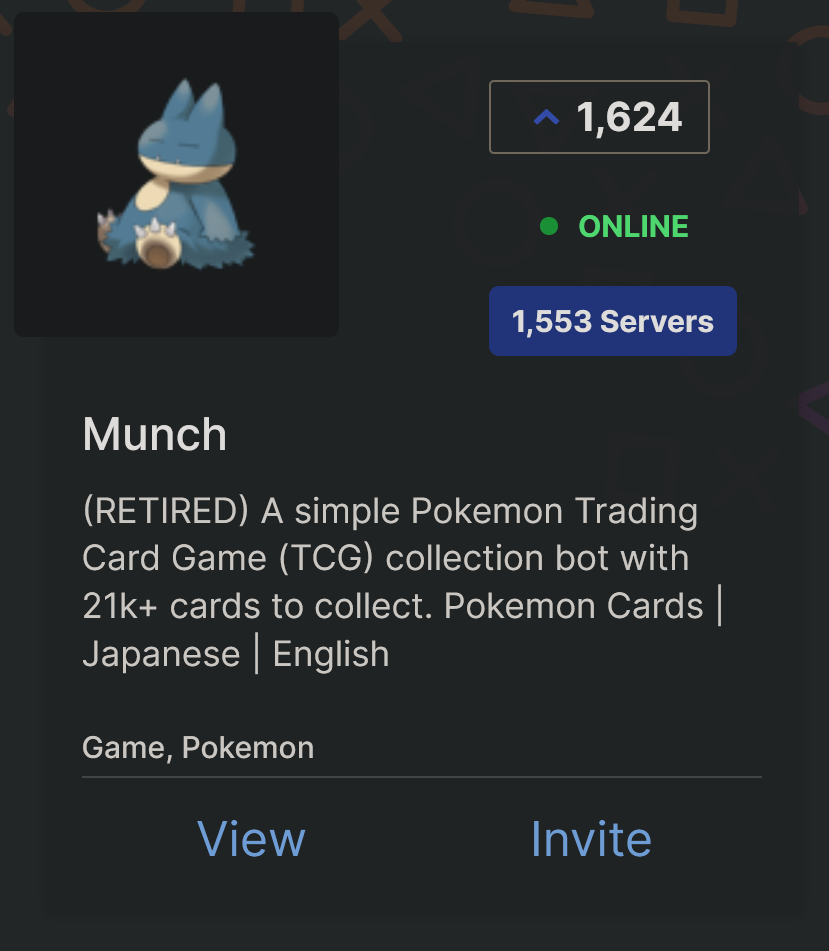 1,624
ONLINE
1,553 Servers
Munch
(RETIRED) A simple Pokemon Trading
Card Game (TCG) collection bot with
21k+ cards to collect. Pokemon Cards |
Japanese | English
Game, Pokemon
View
Invite